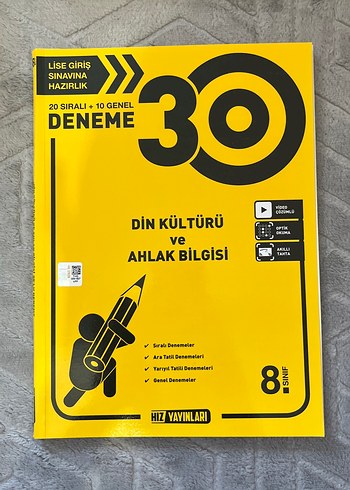 LİSE GİRİŞ
SINAVINA
HAZIRLIK
20 SIRALI + 10 GENEL
DENEME
30
DİN KÜLTÜRÜ
ve
AHLAK BİLGİSİ
VİDEO
ÇÖZÜMLÜ
OPTİK
OKUMA
AKILLI
TAHTA
✓ Sıralı Denemeler
✓ Ara Tatil Denemeleri
✓ Yarıyıl Tatili Denemeleri
✓ Genel Denemeler
8.SINIF
HIZ YAYINLARI